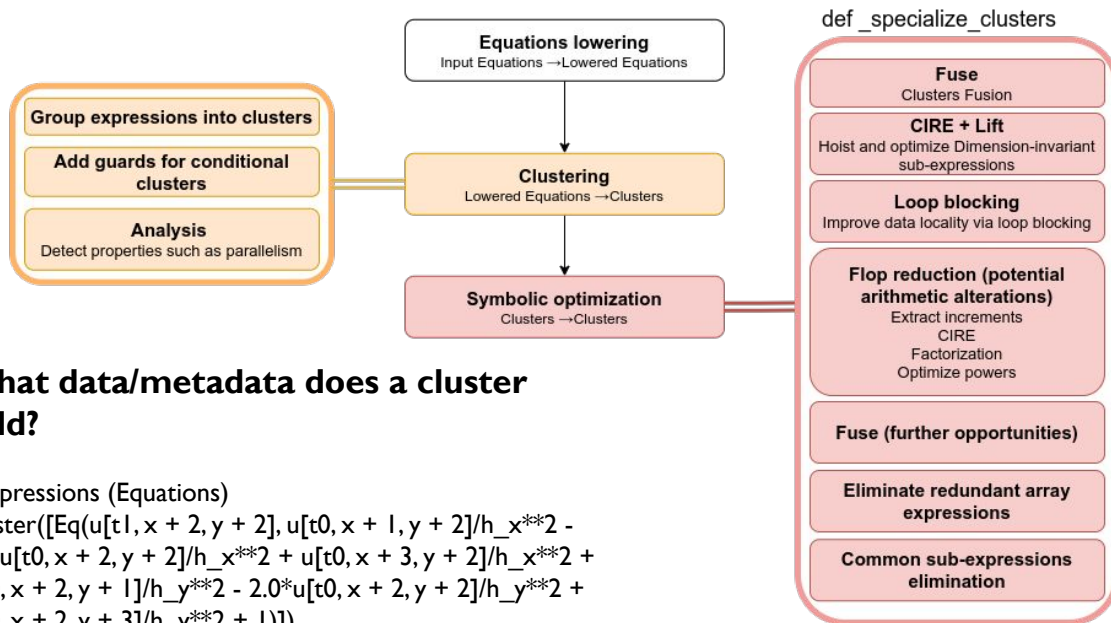 def _specialize_clusters
Equations lowering
Input Equations →Lowered Equations
Group expressions into clusters
Add guards for conditional
clusters
Analysis
Detect properties such as parallelism
Clustering
Lowered Equations →Clusters
Symbolic optimization
Clusters →Clusters
Fuse
Clusters Fusion
CIRE + Lift
Hoist and optimize Dimension-invariant
sub-expressions
Loop blocking
Improve data locality via loop blocking
Flop reduction (potential
arithmetic alterations)
Extract increments
CIRE
Factorization
Optimize powers
Fuse (further opportunities)
Eliminate redundant array
expressions
Common sub-expressions
elimination
hat data/metadata does a cluster
ld?
pressions (Equations)
ster([Eq(u[t1, x + 2, y + 2], u[t0, x + 1, y + 2]/h_x**2 -
u[t0, x + 2, y + 2]/h_x**2 + u[t0, x + 3, y + 2]/h_x**2 +
, x + 2, y + 1]/h_y**2 - 2.0*u[t0, x + 2, y + 2]/h_y**2 +
, x + 2, y + 3]/h_y**2 + 1)])